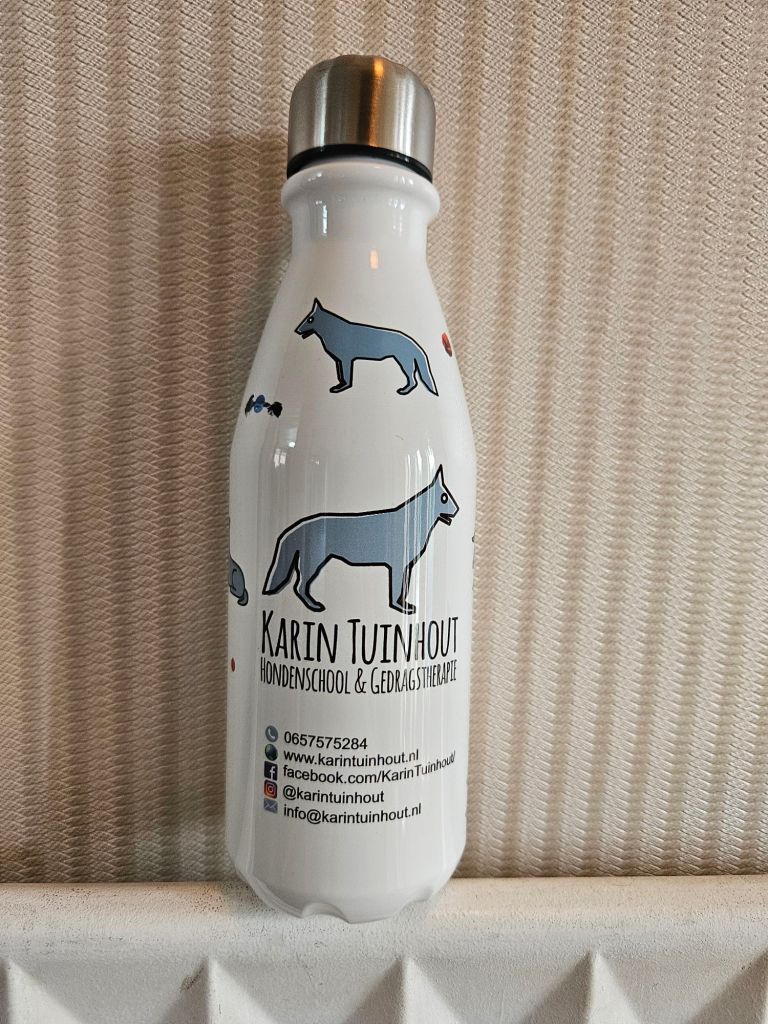 KARIN TUINHOUT
HONDENSCHOOL & GEDRAGSTHERAPIE
0657575284
www.karintuinhout.nl
facebook.com/KarinTuinhout/
@karintuinhout
info@karintuinhout.nl